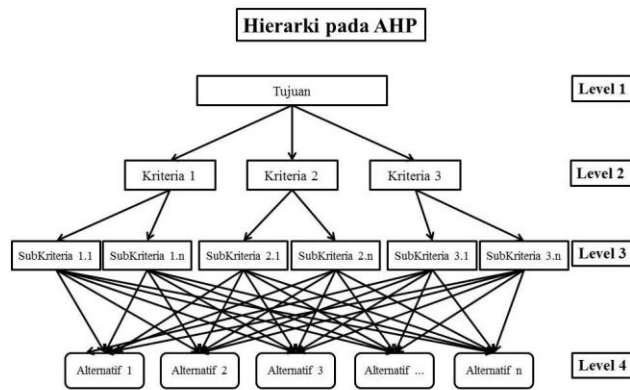 Hierarki pada AHP
Tujuan
Level 1
Kriteria 1
Kriteria 2
Kriteria 3
Level 2
SubKriteria 1.1
SubKriteria 1.n
SubKriteria 2.1
SubKriteria 2.n
SubKriteria 3.1
SubKriteria 3.n
Level 3
Alternatif 1
Alternatif 2
Alternatif 3
Alternatif ...
Alternatif n
Level 4